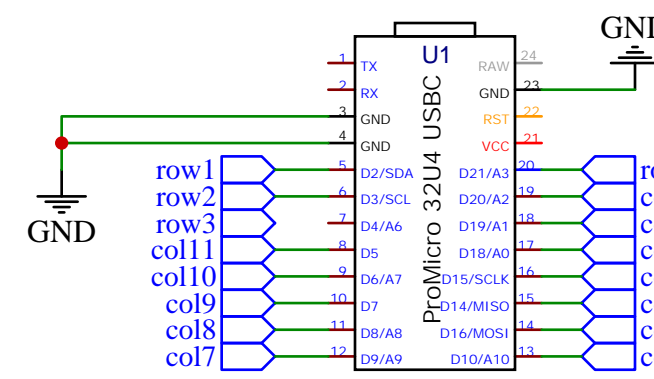 GND
U1
1 TX RAW 24
2 RX GND 23
3 GND RST 22
4 GND VCC 21
row1 5 D2/SDA D21/A3 20
row2 6 D3/SCL D20/A2 19
row3 7 D4/A6 D19/A1 18
col11 8 D5 D18/A0 17
col10 9 D6/A7 D15/SCLK 16
col9 10 D7 D14/MISO 15
col8 11 D8/A8 D16/MOSI 14
col7 12 D9/A9 D10/A10 13
GND
ProMicro 32U4 USBC